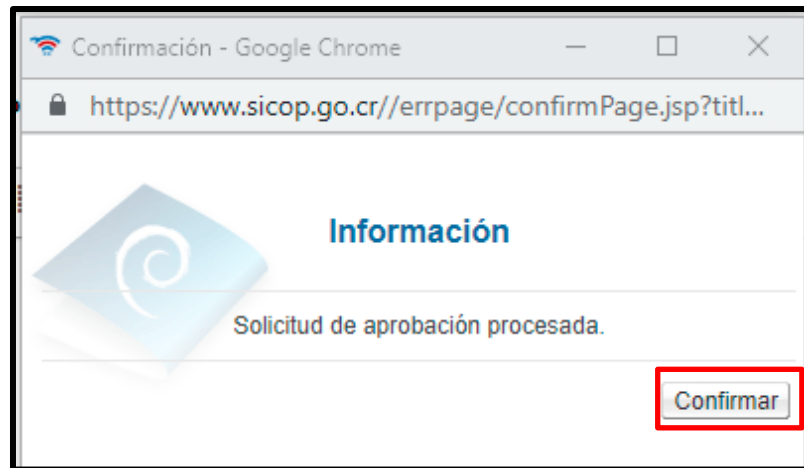 Confirmación - Google Chrome
https://www.sicop.go.cr//errpage/confirmPage.jsp?titl...
Información
Solicitud de aprobación procesada.
Confirmar